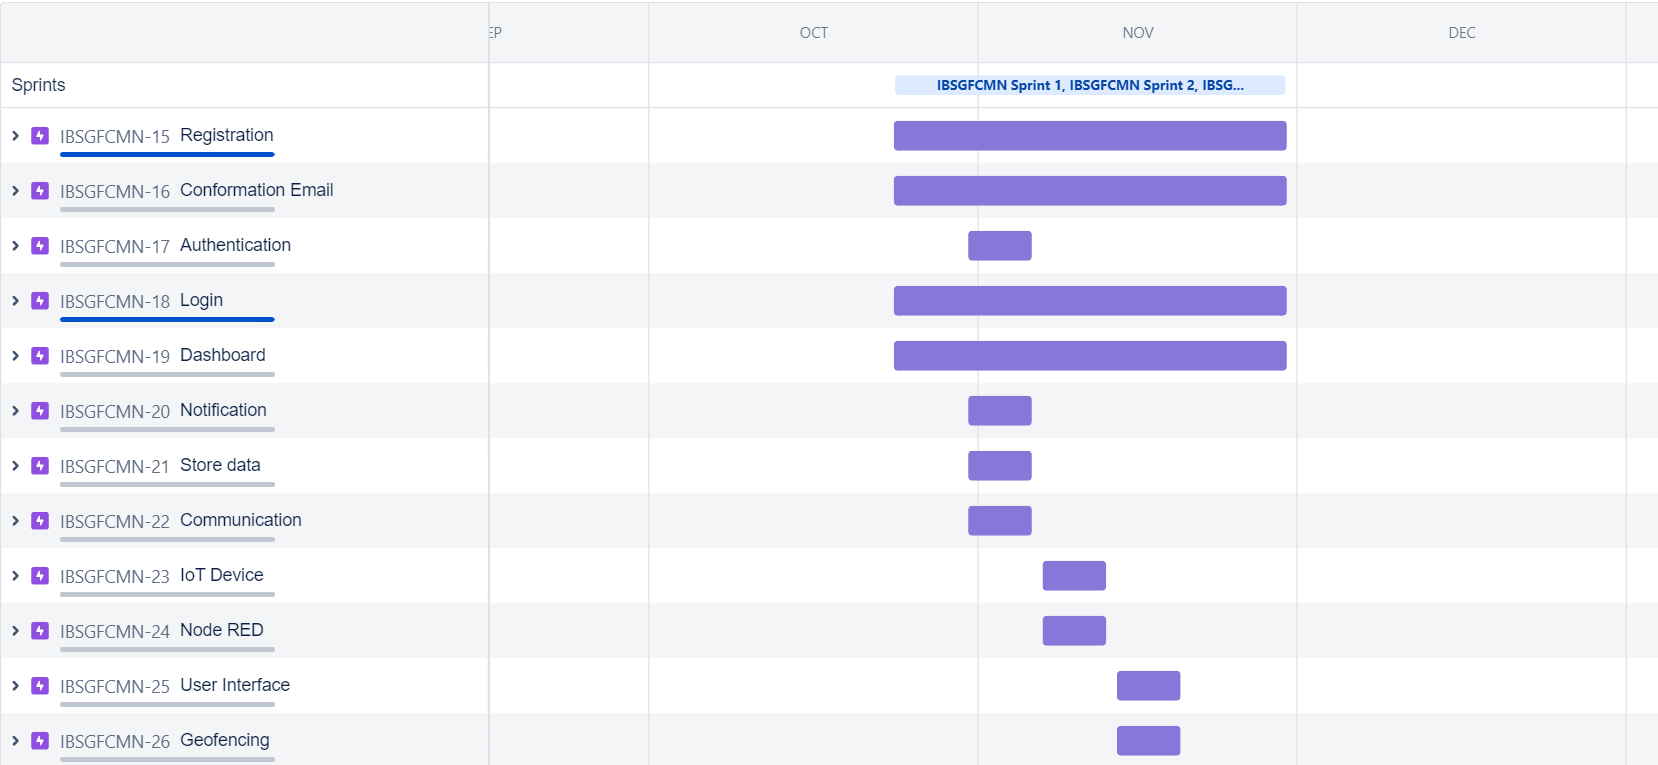 EP OCT NOV DEC
Sprints IBSGFCMN Sprint 1, IBSGFCMN Sprint 2, IBSG...
IBSGFCMN-15 Registration
IBSGFCMN-16 Conformation Email
IBSGFCMN-17 Authentication
IBSGFCMN-18 Login
IBSGFCMN-19 Dashboard
IBSGFCMN-20 Notification
IBSGFCMN-21 Store data
IBSGFCMN-22 Communication
IBSGFCMN-23 IoT Device
IBSGFCMN-24 Node RED
IBSGFCMN-25 User Interface
IBSGFCMN-26 Geofencing